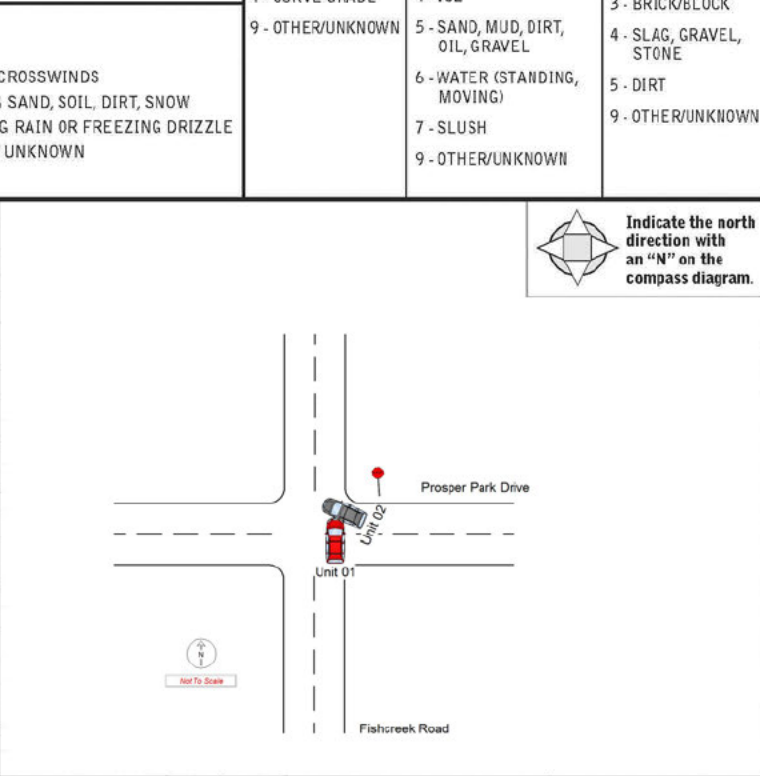 9 - OTHER/UNKNOWN
CROSSWINDS
SAND, SOIL, DIRT, SNOW
G RAIN OR FREEZING DRIZZLE
UNKNOWN
5 - SAND, MUD, DIRT,
OIL, GRAVEL
6 - WATER (STANDING,
MOVING)
7 - SLUSH
9 - OTHER/UNKNOWN
3 - BRICK/BLOCK
4 - SLAG, GRAVEL,
STONE
5 - DIRT
9 - OTHER/UNKNOWN
Indicate the north
direction with
an “N” on the
compass diagram.
Prosper Park Drive
Unit 02
Unit 01
N
Not To Scale
Fishcreek Road